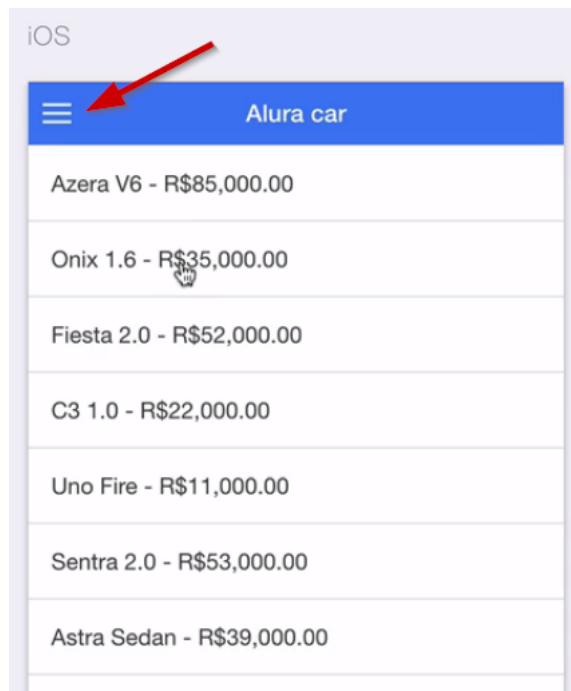 iOS
Alura car
Azera V6 - R$85,000.00
Onix 1.6 - R$35,000.00
Fiesta 2.0 - R$52,000.00
C3 1.0 - R$22,000.00
Uno Fire - R$11,000.00
Sentra 2.0 - R$53,000.00
Astra Sedan - R$39,000.00